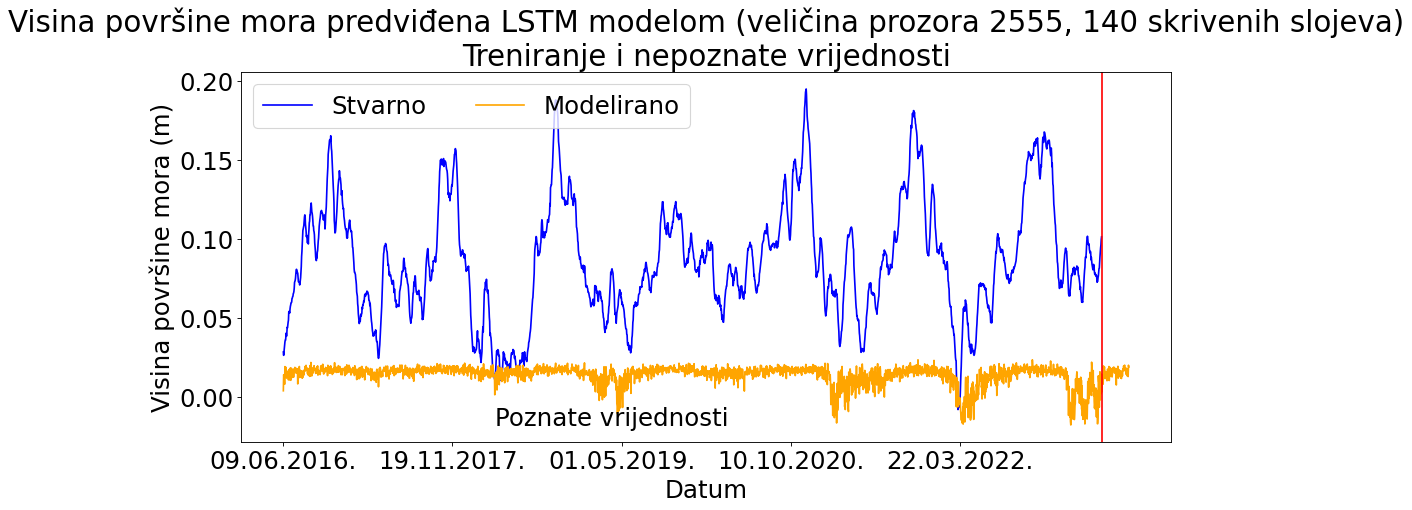 Visina površine mora predviđena LSTM modelom (veličina prozora 2555, 140 skrivenih slojeva)
Treniranje i nepoznate vrijednosti
Stvarno Modelirano
Visina površine mora (m)
0.20
0.15
0.10
0.05
0.00
Poznate vrijednosti
09.06.2016. 19.11.2017. 01.05.2019. 10.10.2020. 22.03.2022.
Datum